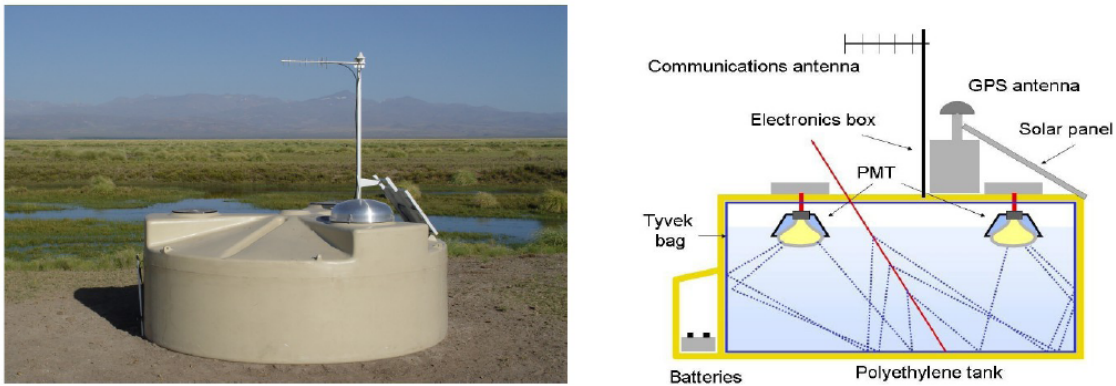 Communications antenna
GPS antenna
Electronics box
Solar panel
PMT
Tyvek
bag
Batteries
Polyethylene tank